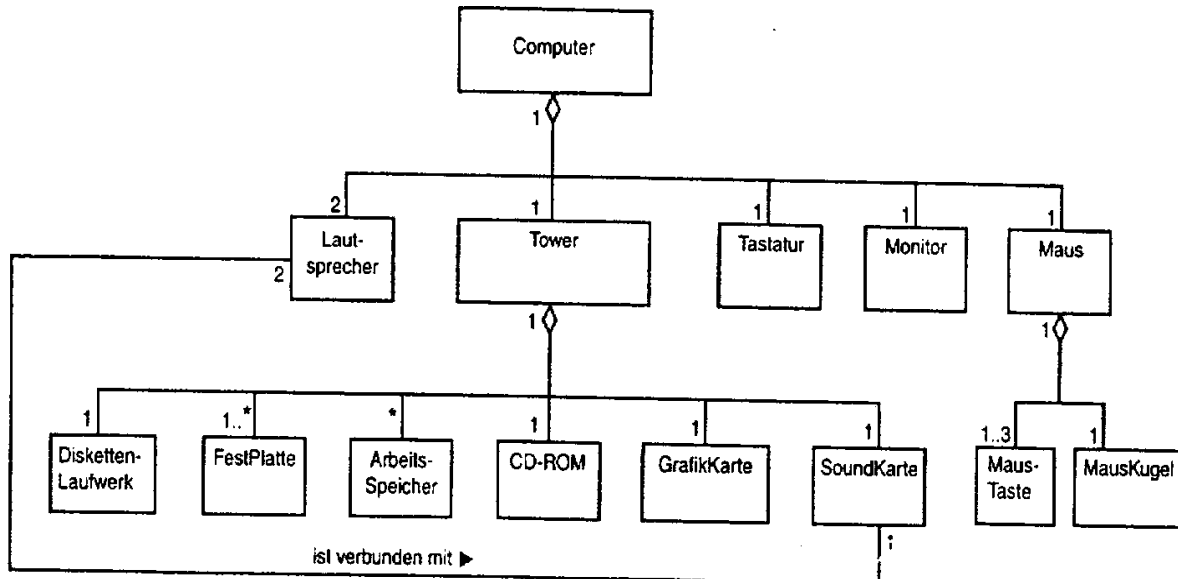 Computer
1
2
1
1
1
1
Laut-
sprecher
Tower
Tastatur
Monitor
Maus
2
1
1
1
1..*
*
1
1
1
1..3
1
Disketten-
Laufwerk
FestPlatte
Arbeits-
Speicher
CD-ROM
GrafikKarte
SoundKarte
Maus-
Taste
MausKugel
ist verbunden mit ▶